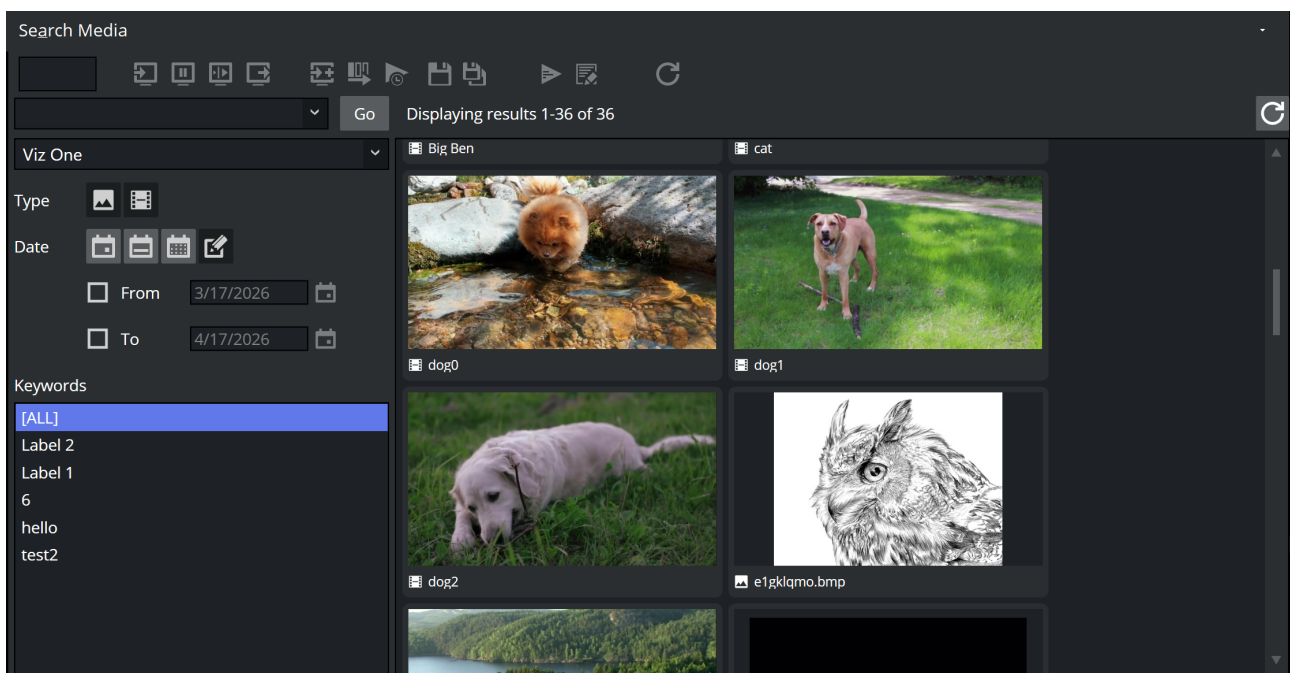 Search Media
Go
Displaying results 1-36 of 36
Viz One
Type
Date
From
3/17/2026
To
4/17/2026
Keywords
[ALL]
Label 2
Label 1
6
hello
test2
Big Ben
cat
dog0
dog1
dog2
e1gklqmo.bmp